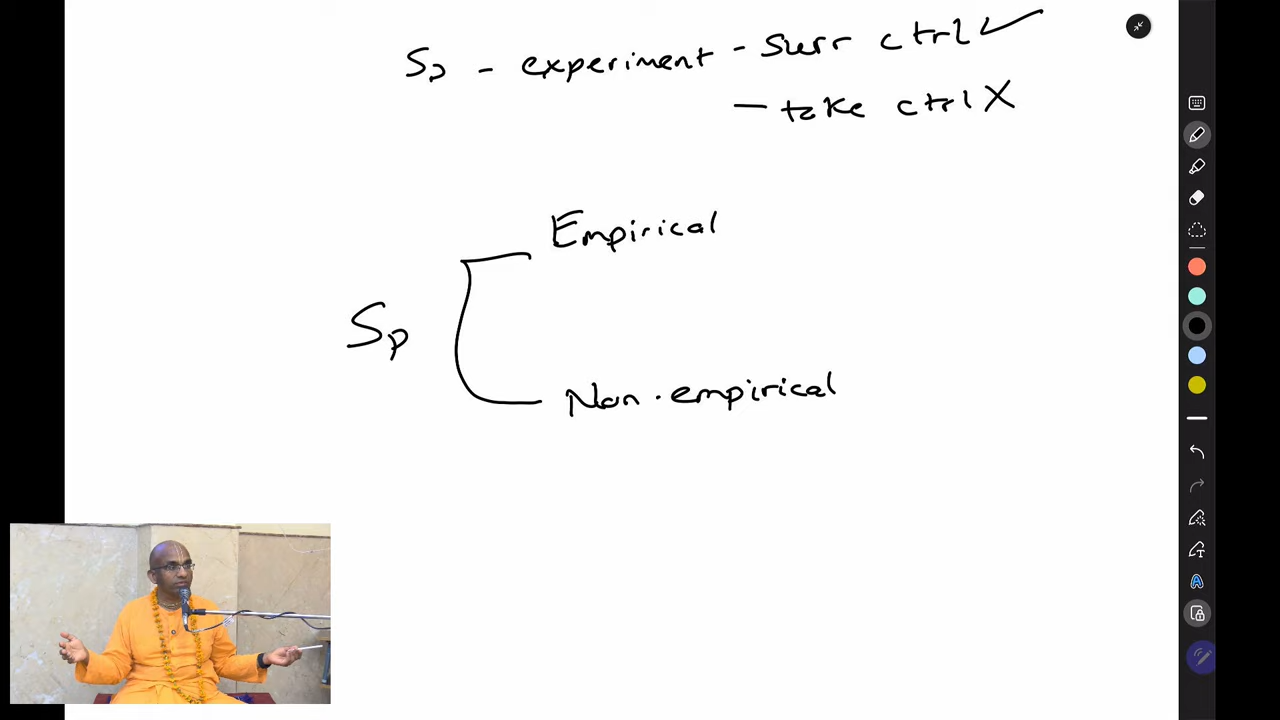 Sp - experiment - Surr ctrl ✓
- take ctrl X
Empirical
Sp
Non-empirical